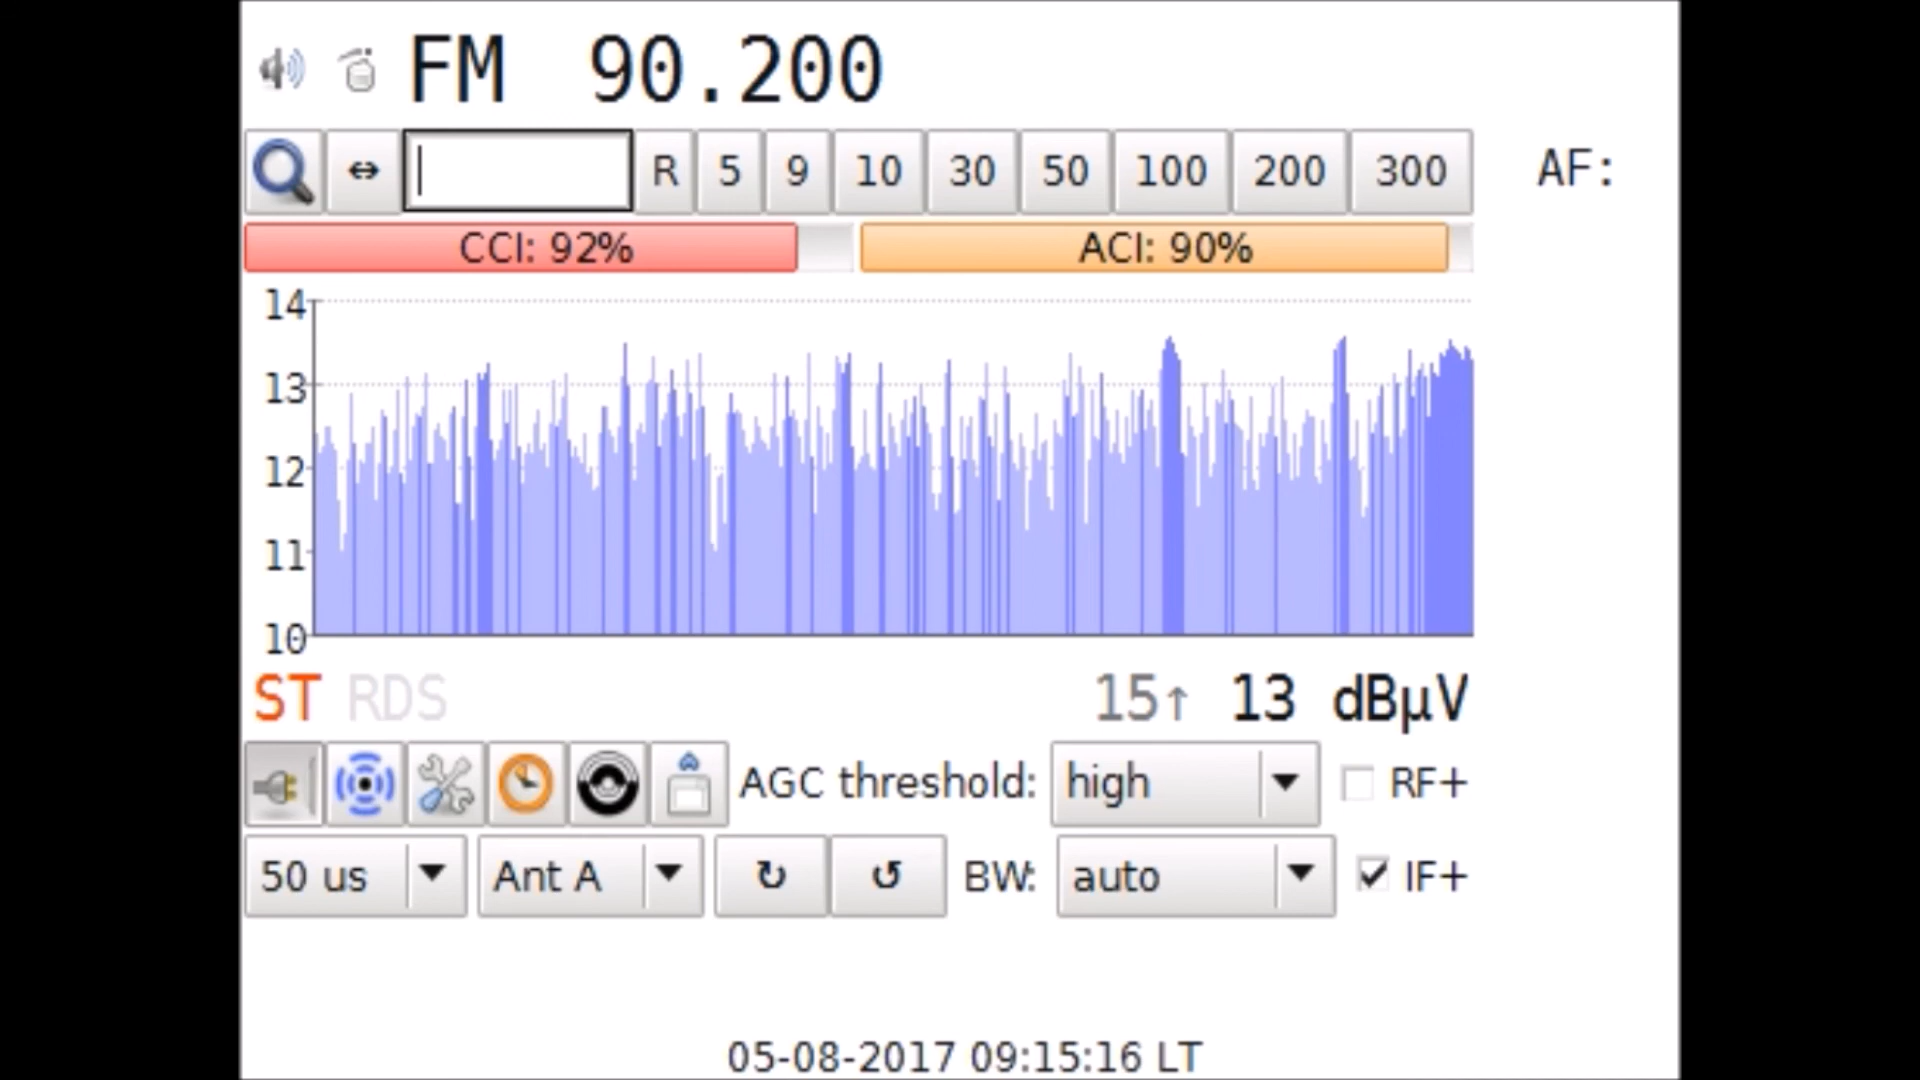 FM 90.200
R 5 9 10 30 50 100 200 300 AF:
CCI: 92% ACI: 90%
14
13
12
11
10
ST RDS 15↑ 13 dBµV
AGC threshold: high RF+
50 us Ant A ↻ ↺ BW: auto IF+
05-08-2017 09:15:16 LT